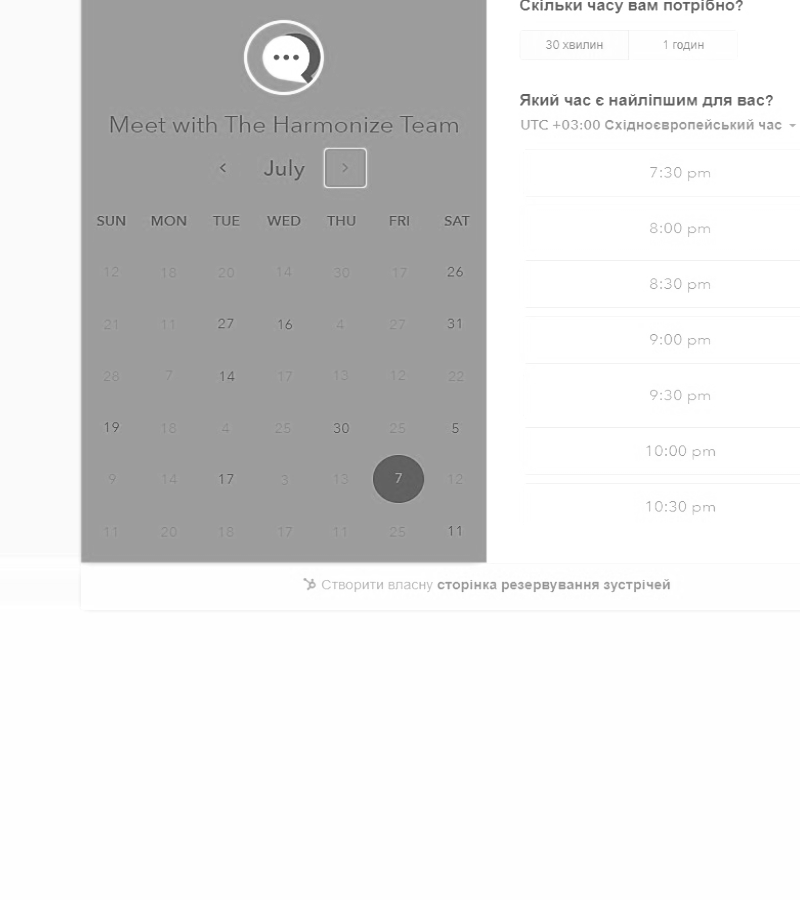 Скільки часу вам потрібно?
30 хвилин 1 годин
Meet with The Harmonize Team
July
SUN MON TUE WED THU FRI SAT
12 18 20 14 30 17 26
21 11 27 16 4 27 31
28 7 14 17 13 12 22
19 18 4 25 30 25 5
9 14 17 3 13 7 12
11 20 18 17 11 25 11
Який час є найліпшим для вас?
UTC +03:00 Східноєвропейський час
7:30 pm
8:00 pm
8:30 pm
9:00 pm
9:30 pm
10:00 pm
10:30 pm
Створити власну сторінка резервування зустрічей